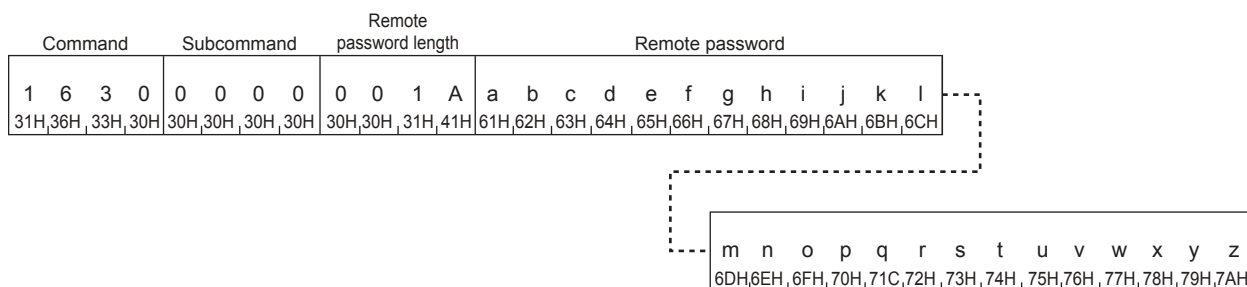 Remote
Command Subcommand password length Remote password
1 6 3 0 0 0 0 0 0 0 1 A a b c d e f g h i j k l
31H 36H 33H 30H 30H 30H 30H 30H 30H 30H 31H 41H 61H 62H 63H 64H 65H 66H 67H 68H 69H 6AH 6BH 6CH
m n o p q r s t u v w x y z
6DH 6EH 6FH 70H 71C 72H 73H 74H 75H 76H 77H 78H 79H 7AH